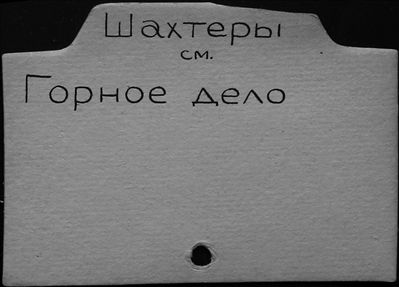 Шахтеры
см.
Горное дело